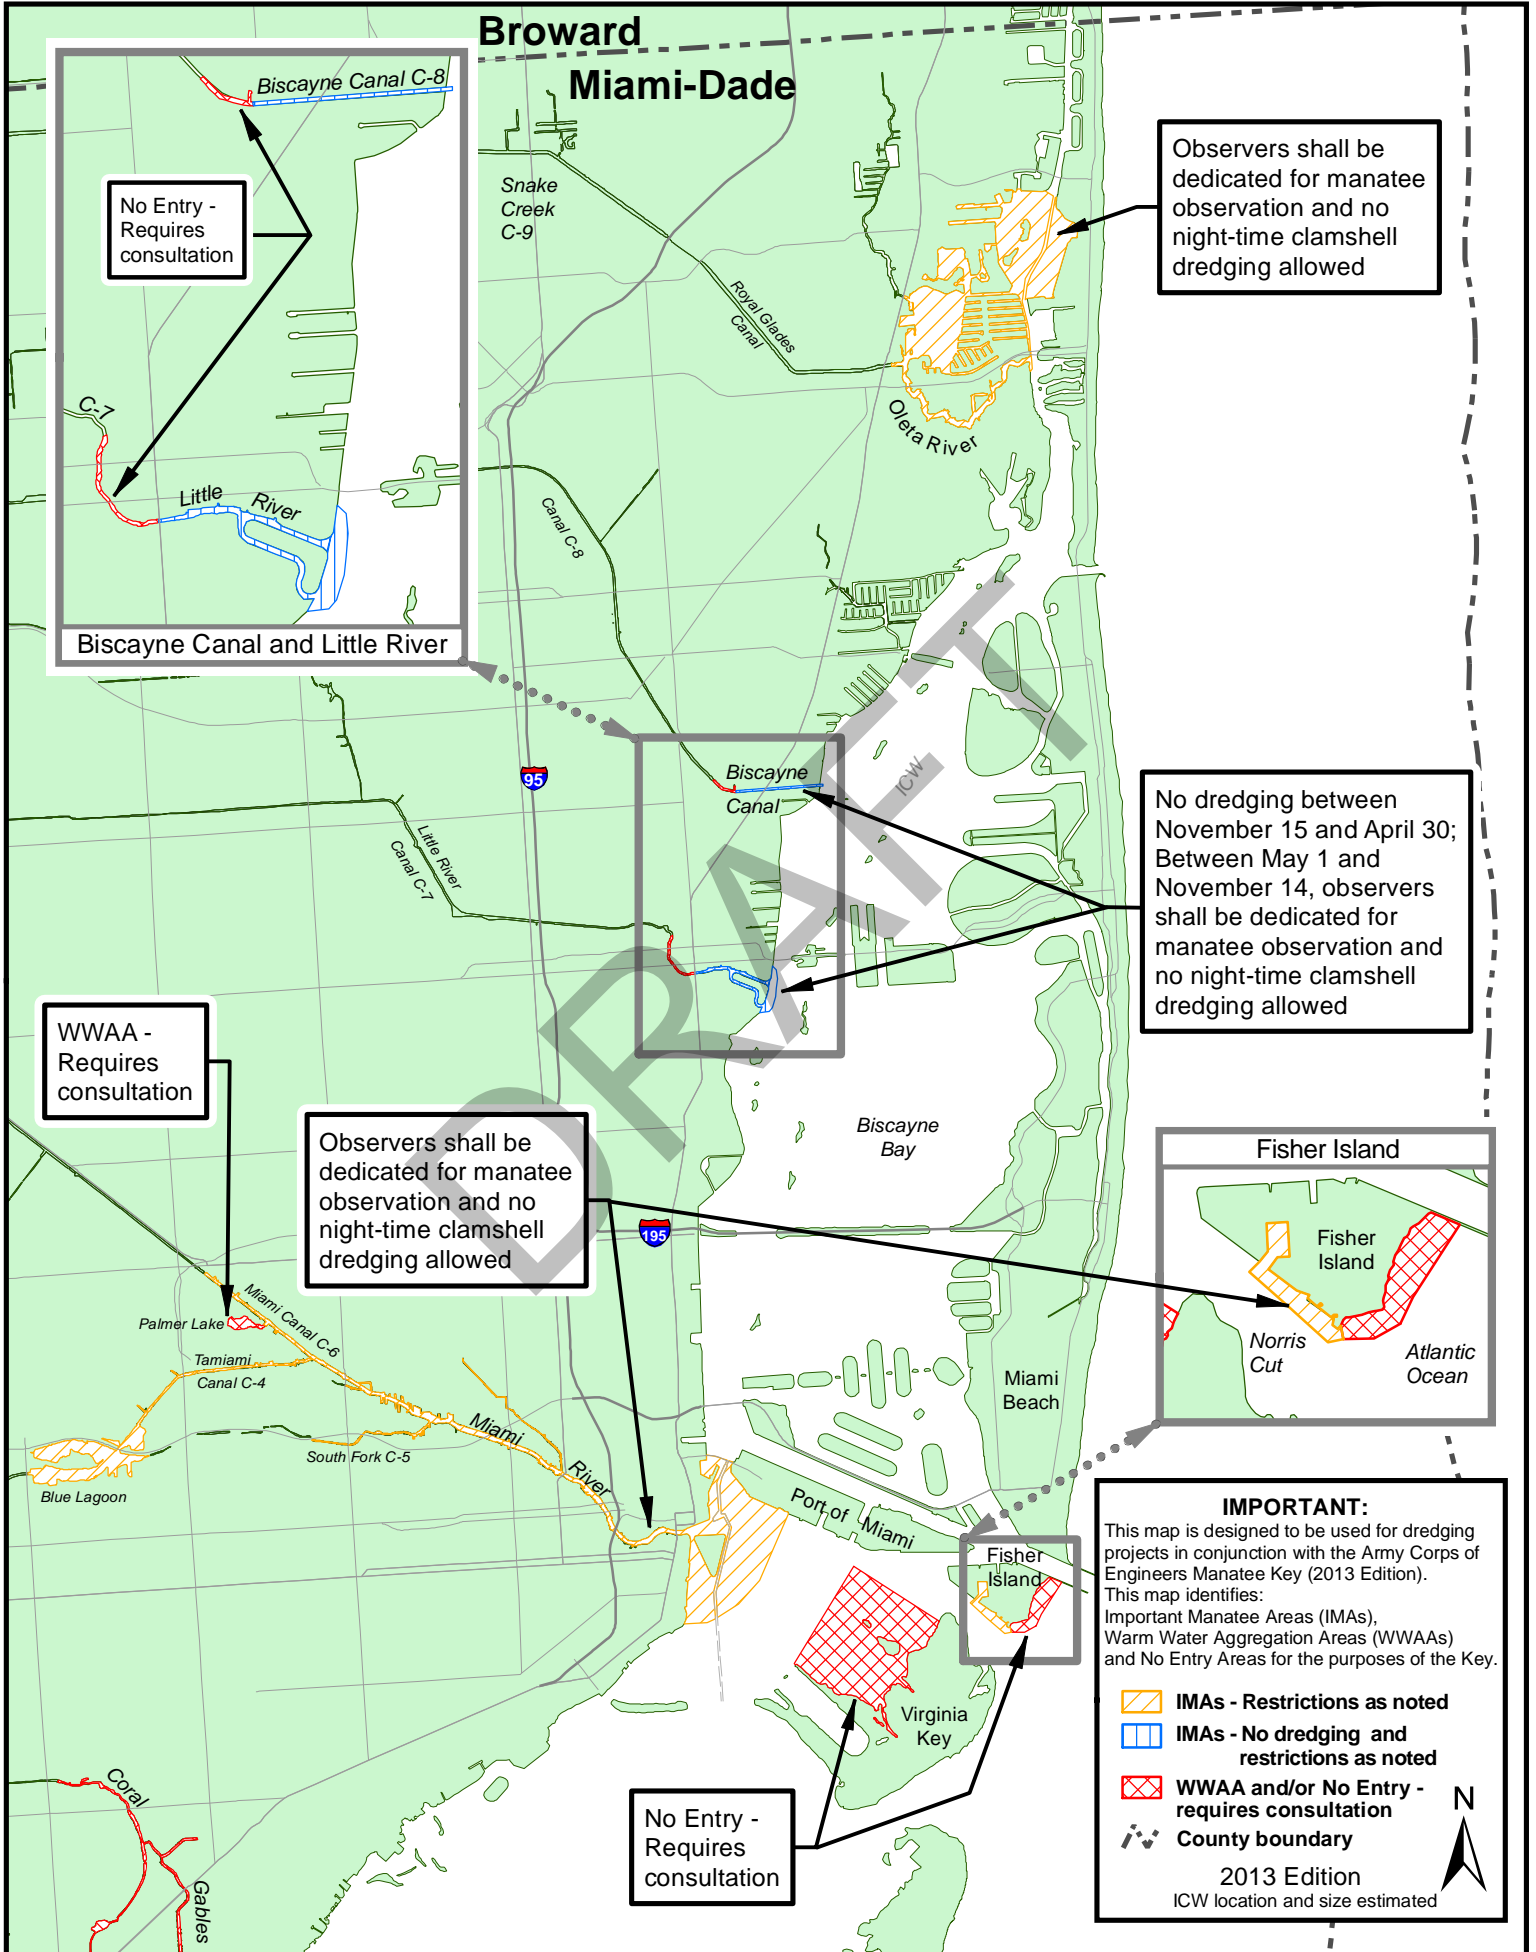 Broward
Miami-Dade
Biscayne Canal C-8
No Entry -
Requires
consultation
C-7
Little River
Biscayne Canal and Little River
Snake
Creek
C-9
Royal Glades
Canal
Oleta River
Observers shall be
dedicated for manatee
observation and no
night-time clamshell
dredging allowed
Canal C-8
95
Biscayne
Canal
ICW
Little River
Canal C-7
No dredging between
November 15 and April 30;
Between May 1 and
November 14, observers
shall be dedicated for
manatee observation and
no night-time clamshell
dredging allowed
DRAFT
WWAA -
Requires
consultation
Observers shall be
dedicated for manatee
observation and no
night-time clamshell
dredging allowed
Biscayne
Bay
195
Fisher Island
Fisher
Island
Norris
Cut
Atlantic
Ocean
Palmer Lake
Miami Canal C-6
Tamiami
Canal C-4
South Fork C-5
Blue Lagoon
Miami River
Miami
Beach
Port of Miami
Fisher
Island
Virginia
Key
No Entry -
Requires
consultation
Coral
Gables
IMPORTANT:
This map is designed to be used for dredging
projects in conjunction with the Army Corps of
Engineers Manatee Key (2013 Edition).
This map identifies:
Important Manatee Areas (IMAs),
Warm Water Aggregation Areas (WWAAs)
and No Entry Areas for the purposes of the Key.
IMAs - Restrictions as noted
IMAs - No dredging and
restrictions as noted
WWAA and/or No Entry -
requires consultation
County boundary
N
2013 Edition
ICW location and size estimated